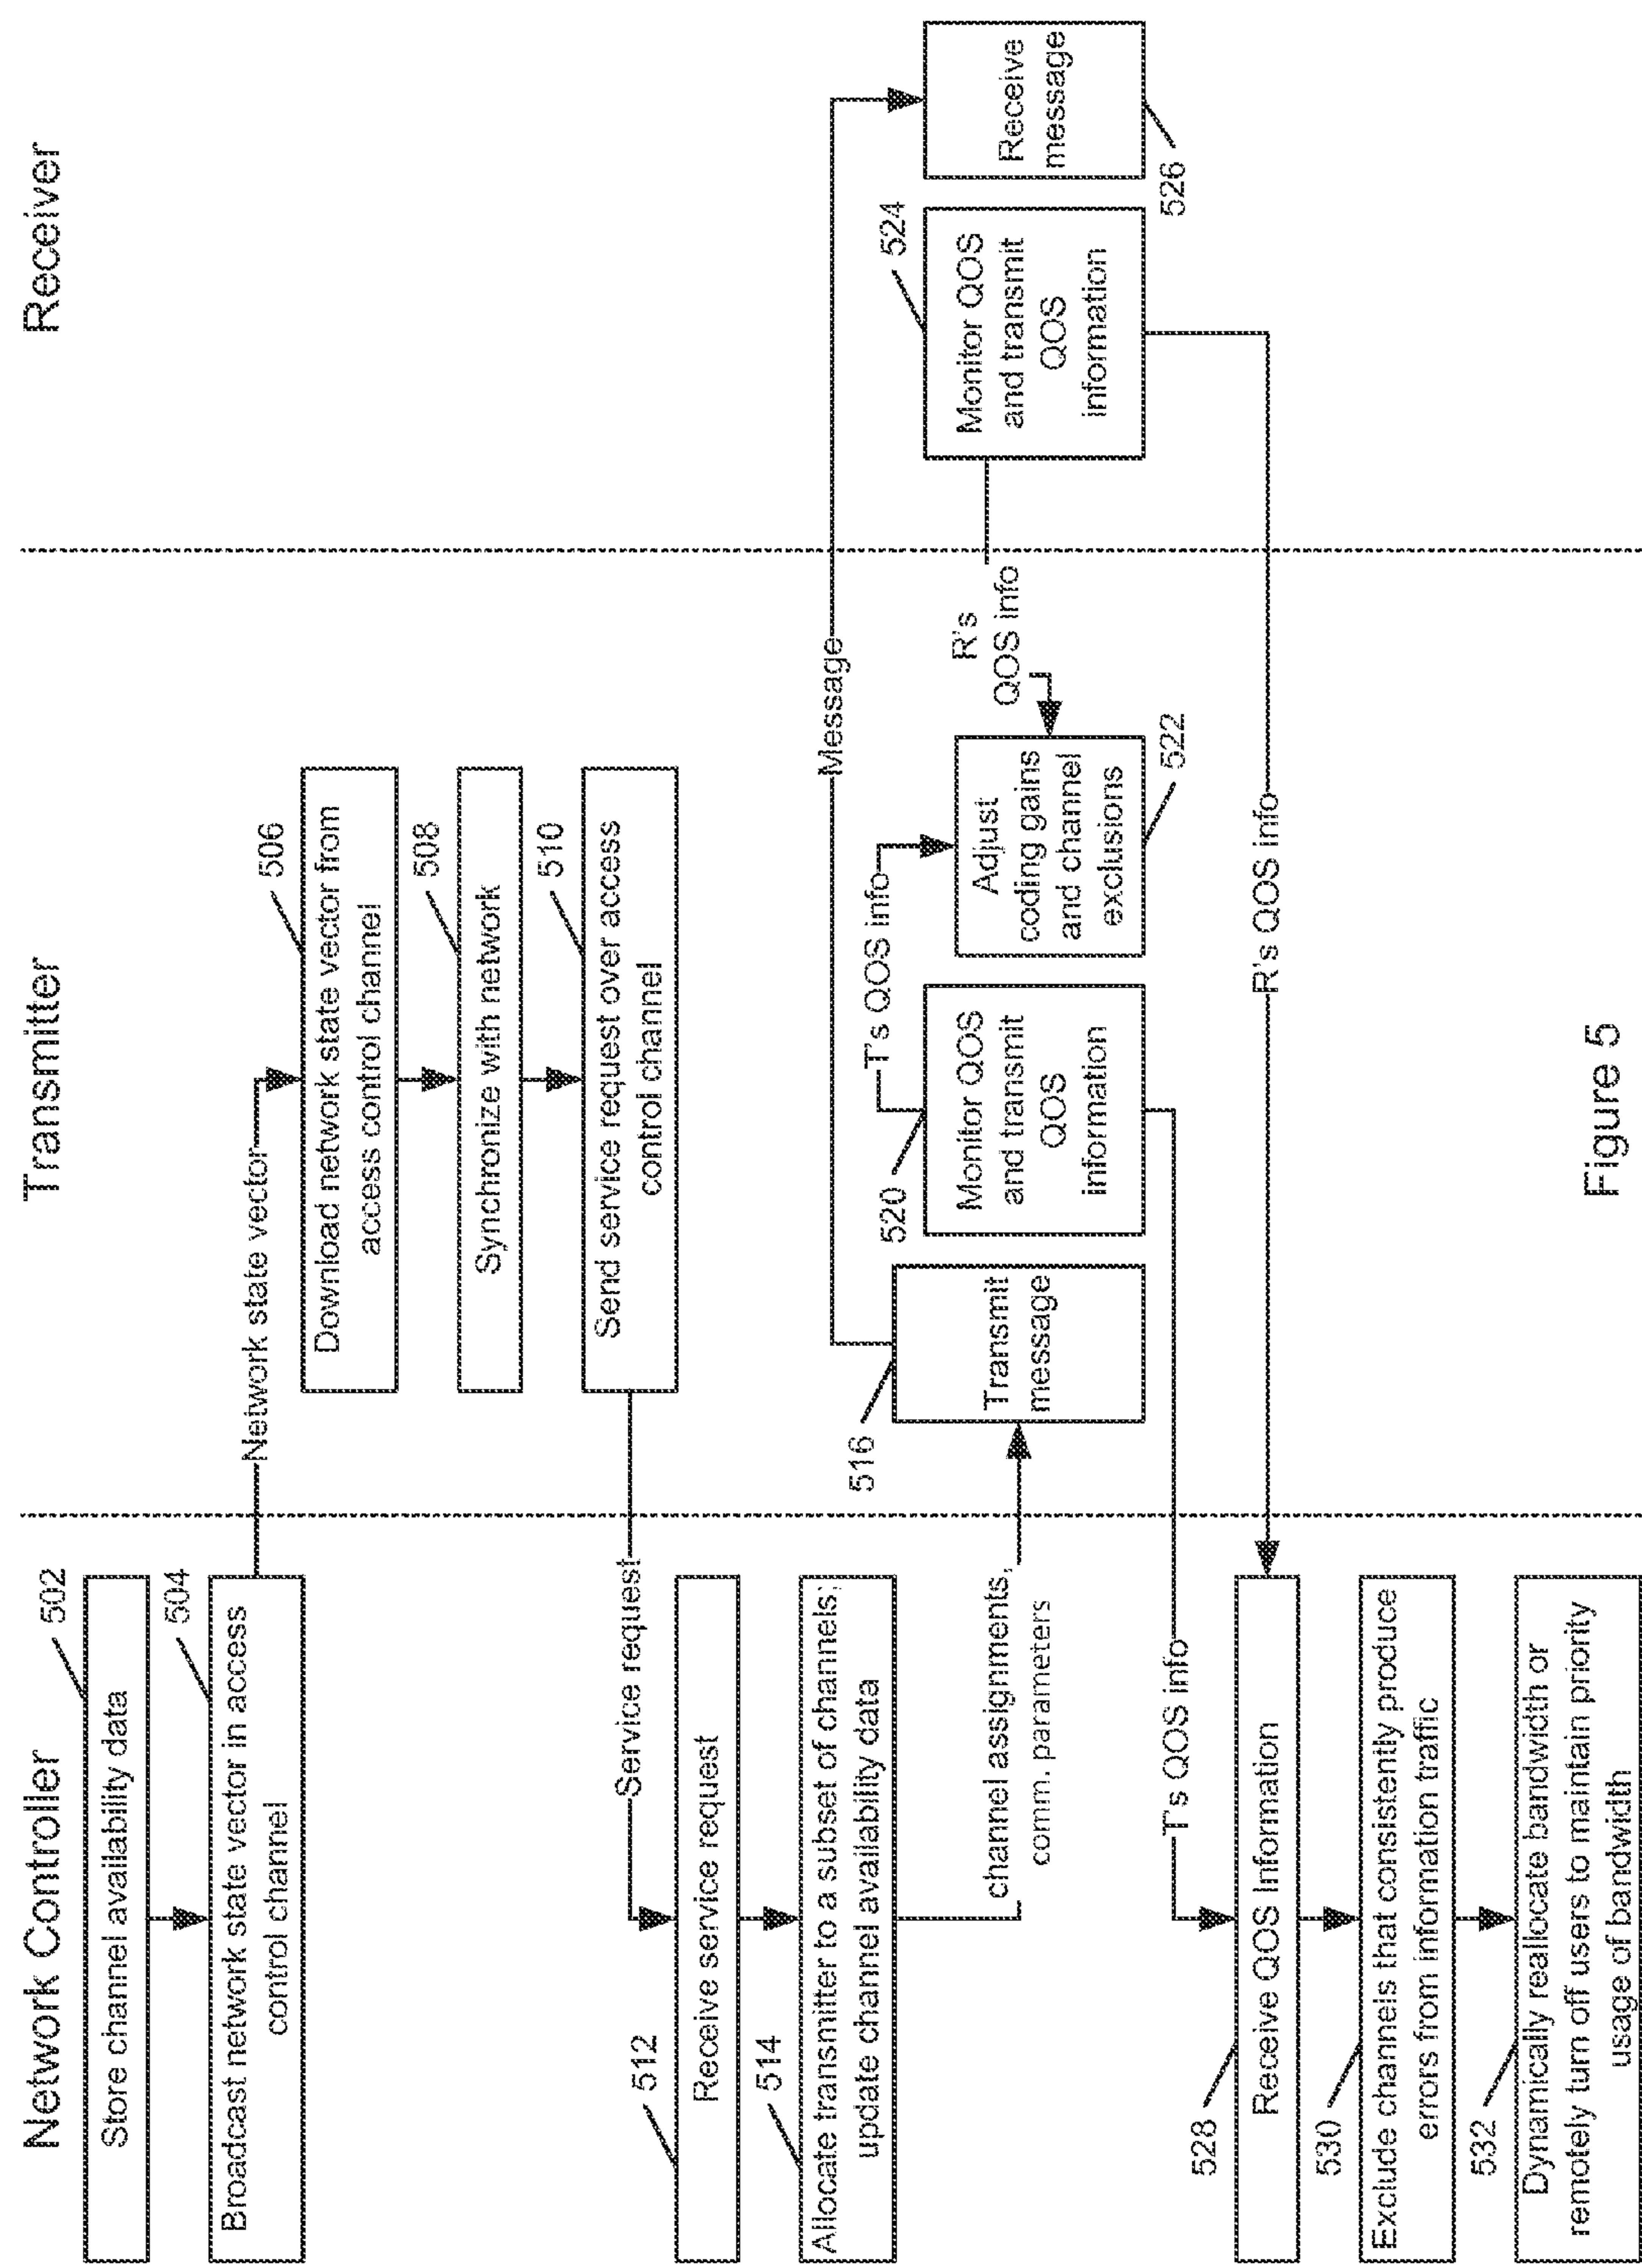 Network Controller
Transmitter
Receiver
502
Store channel availability data
504
Broadcast network state vector in access
control channel
Network state vector
506
Download network state vector from
access control channel
508
Synchronize with network
510
Send service request over access
control channel
Service request
512
Receive service request
514
Allocate transmitter to a subset of channels;
update channel availability data
channel assignments,
comm. parameters
516
Transmit
message
Message
520
Monitor QOS
and transmit
QOS
information
T's QOS info
Adjust
coding gains
and channel
exclusions
522
R's
QOS info
524
Monitor QOS
and transmit
QOS
information
Receive
message
526
T's QOS info
R's QOS info
528
Receive QOS Information
530
Exclude channels that consistently produce
errors from information traffic
532
Dynamically reallocate bandwidth or
remotely turn off users to maintain priority
usage of bandwidth
Figure 5